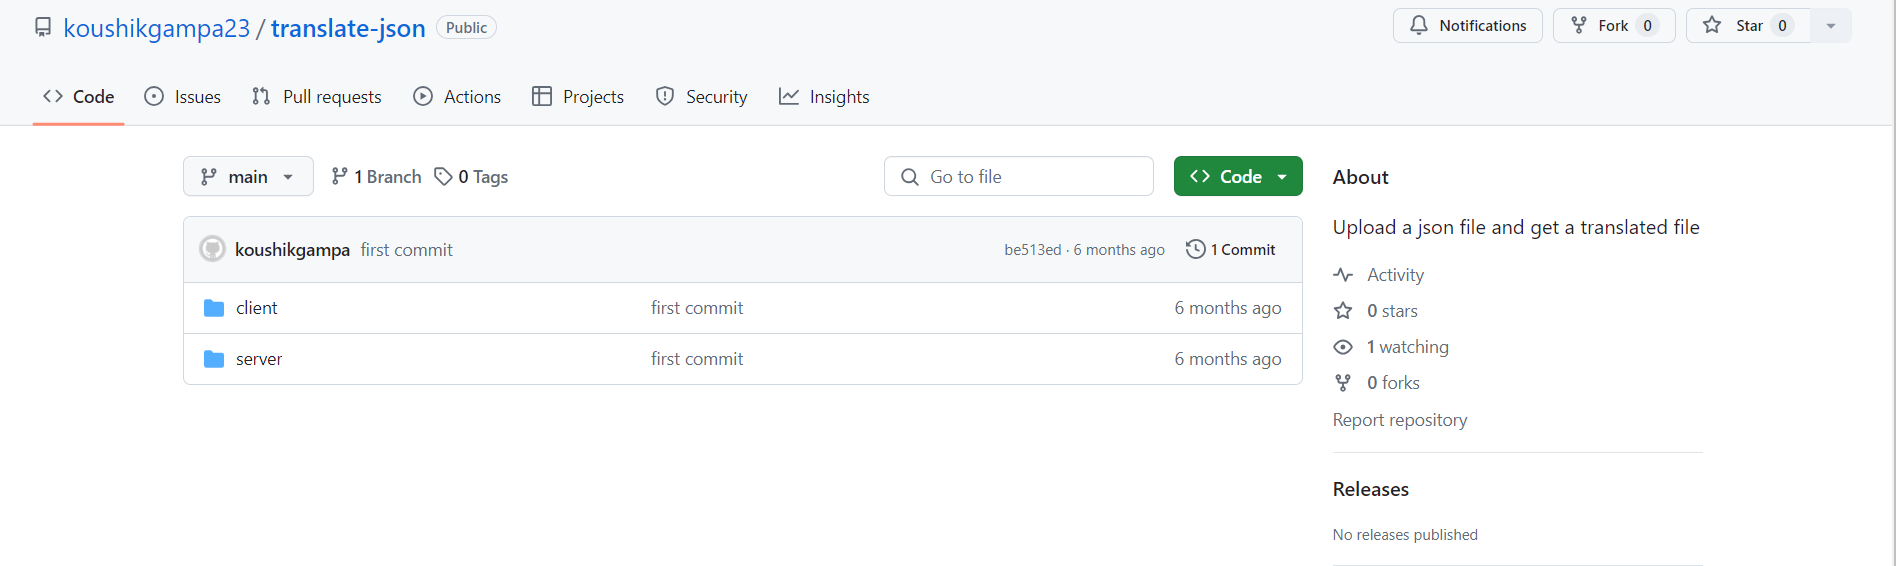 koushikgampa23 / translate-json Public Notifications Fork 0 Star 0
Code Issues Pull requests Actions Projects Security Insights
main 1 Branch 0 Tags Go to file Code
koushikgampa first commit be513ed · 6 months ago 1 Commit
client first commit 6 months ago
server first commit 6 months ago
About
Upload a json file and get a translated file
Activity
0 stars
1 watching
0 forks
Report repository
Releases
No releases published